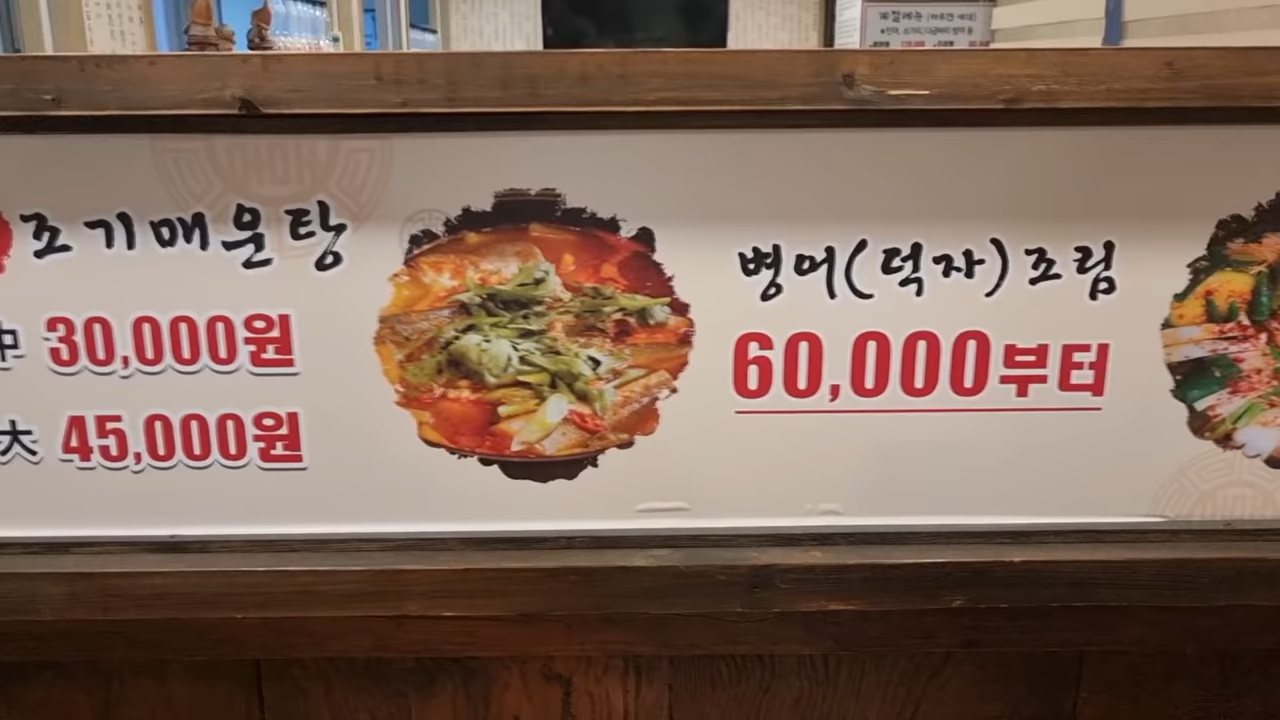 조기매운탕
中 30,000원
大 45,000원
병어(덕자)조림
60,000부터